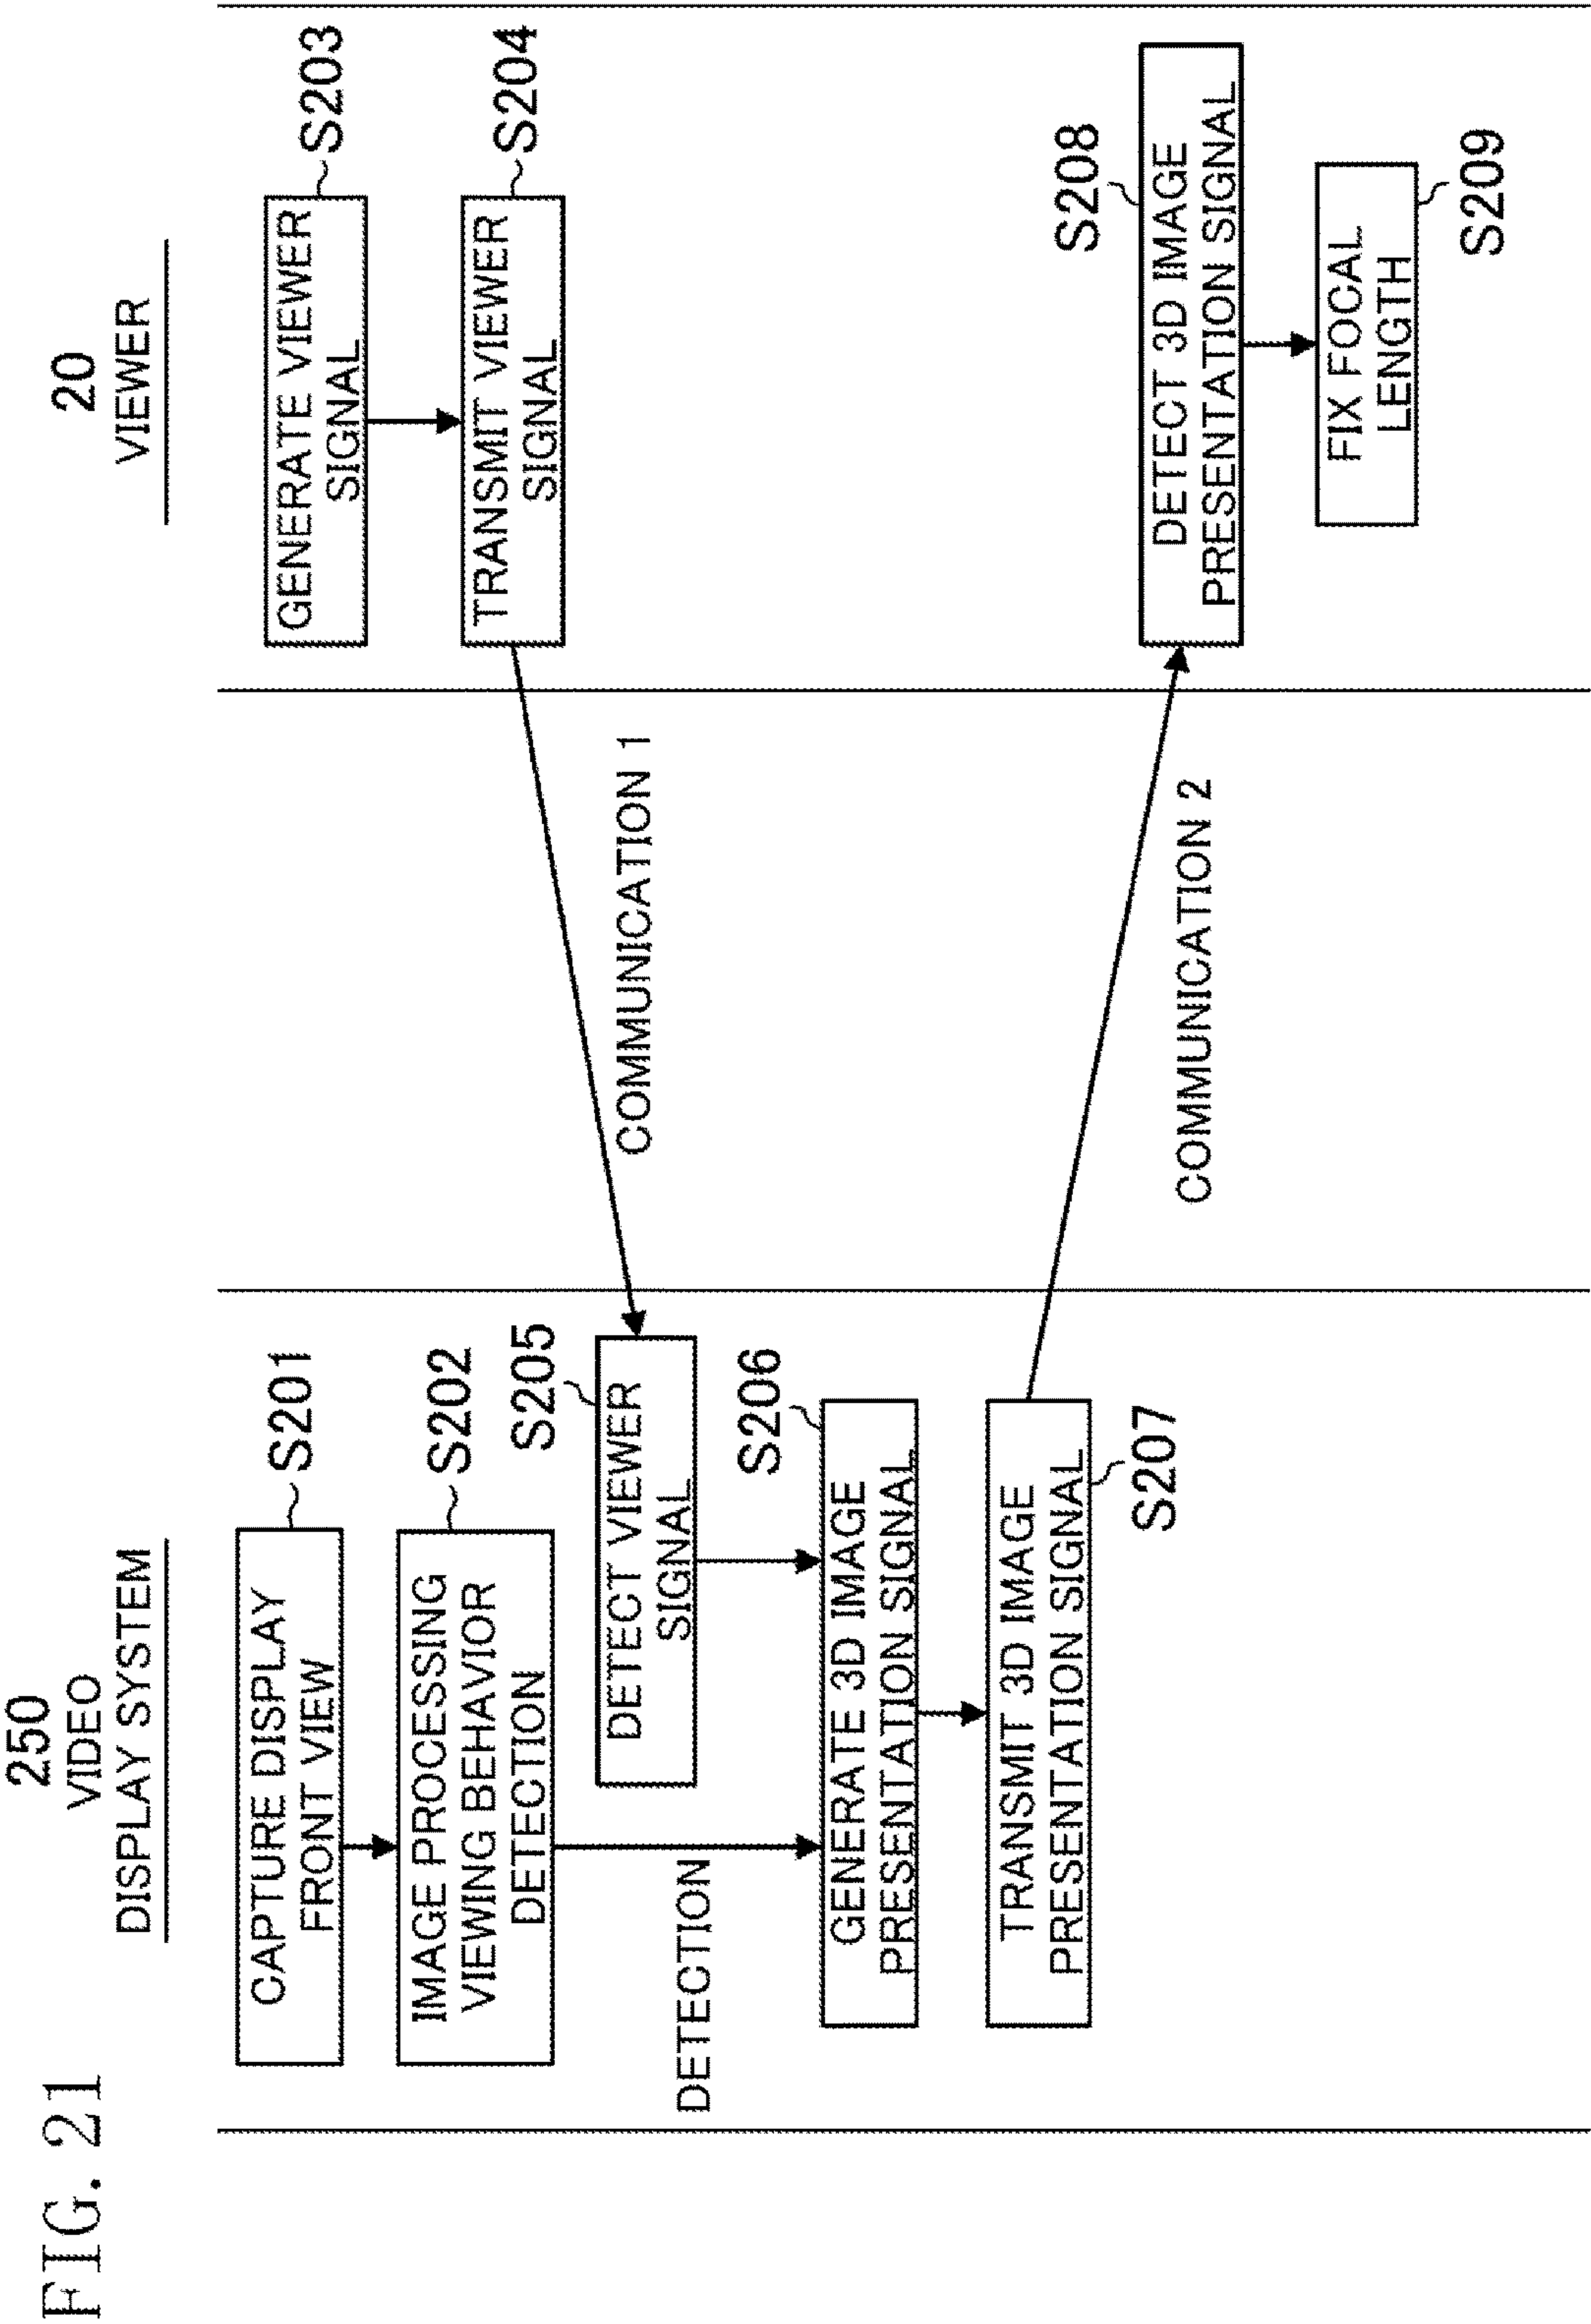 FIG. 21
250
VIDEO
DISPLAY SYSTEM
20
VIEWER
CAPTURE DISPLAY
FRONT VIEW
S201
IMAGE PROCESSING
VIEWING BEHAVIOR
DETECTION
S202
GENERATE VIEWER
SIGNAL
S203
TRANSMIT VIEWER
SIGNAL
S204
COMMUNICATION 1
S205
DETECT VIEWER
SIGNAL
DETECTION
S206
GENERATE 3D IMAGE
PRESENTATION SIGNAL
TRANSMIT 3D IMAGE
PRESENTATION SIGNAL
S207
COMMUNICATION 2
S208
DETECT 3D IMAGE
PRESENTATION SIGNAL
FIX FOCAL
LENGTH
S209